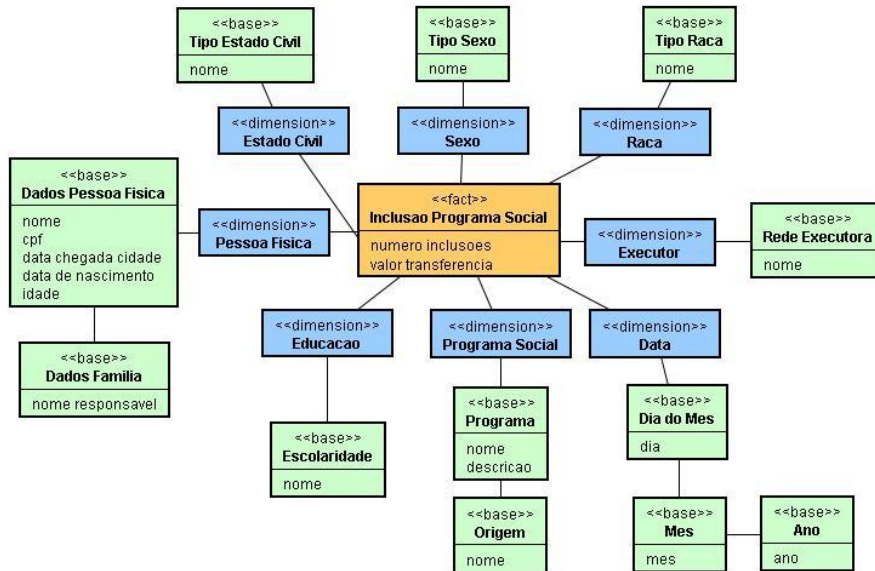 <<base>>
Tipo Estado Civil
nome
<<base>>
Tipo Sexo
nome
<<base>>
Tipo Raca
nome
<<dimension>>
Estado Civil
<<dimension>>
Sexo
<<dimension>>
Raca
<<base>>
Dados Pessoa Fisica
nome
cpf
data chegada cidade
data de nascimento
idade
<<dimension>>
Pessoa Fisica
<<fact>>
Inclusao Programa Social
numero inclusoes
valor transferencia
<<dimension>>
Executor
<<base>>
Rede Executora
nome
<<base>>
Dados Familia
nome responsavel
<<dimension>>
Educacao
<<dimension>>
Programa Social
<<dimension>>
Data
<<base>>
Escolaridade
nome
<<base>>
Programa
nome
descricao
<<base>>
Dia do Mes
dia
<<base>>
Origem
nome
<<base>>
Mes
mes
<<base>>
Ano
ano